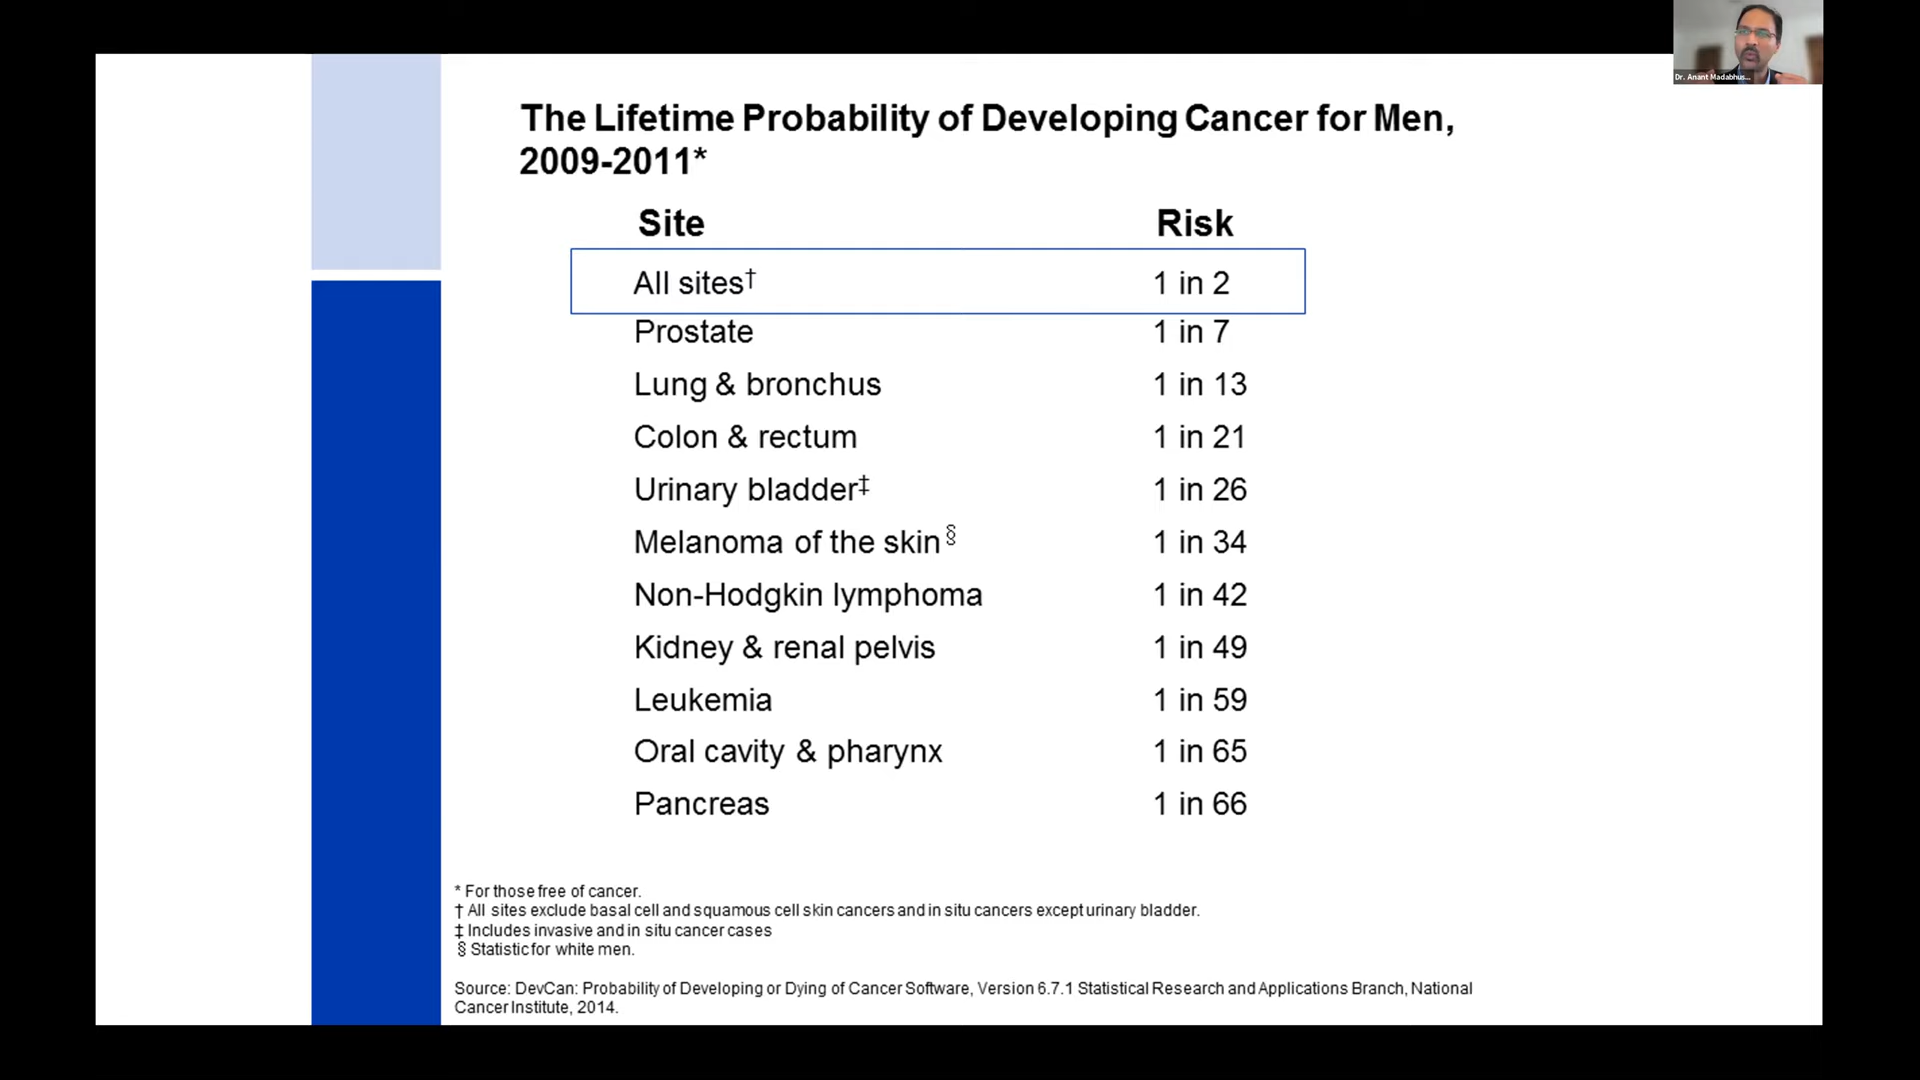 The Lifetime Probability of Developing Cancer for Men,
2009-2011*
Site Risk
All sites† 1 in 2
Prostate 1 in 7
Lung & bronchus 1 in 13
Colon & rectum 1 in 21
Urinary bladder‡ 1 in 26
Melanoma of the skin§ 1 in 34
Non-Hodgkin lymphoma 1 in 42
Kidney & renal pelvis 1 in 49
Leukemia 1 in 59
Oral cavity & pharynx 1 in 65
Pancreas 1 in 66
* For those free of cancer.
† All sites exclude basal cell and squamous cell skin cancers and in situ cancers except urinary bladder.
‡ Includes invasive and in situ cancer cases
§ Statistic for white men.
Source: DevCan: Probability of Developing or Dying of Cancer Software, Version 6.7.1 Statistical Research and Applications Branch, National
Cancer Institute, 2014.
Dr. Anant Madabhus...